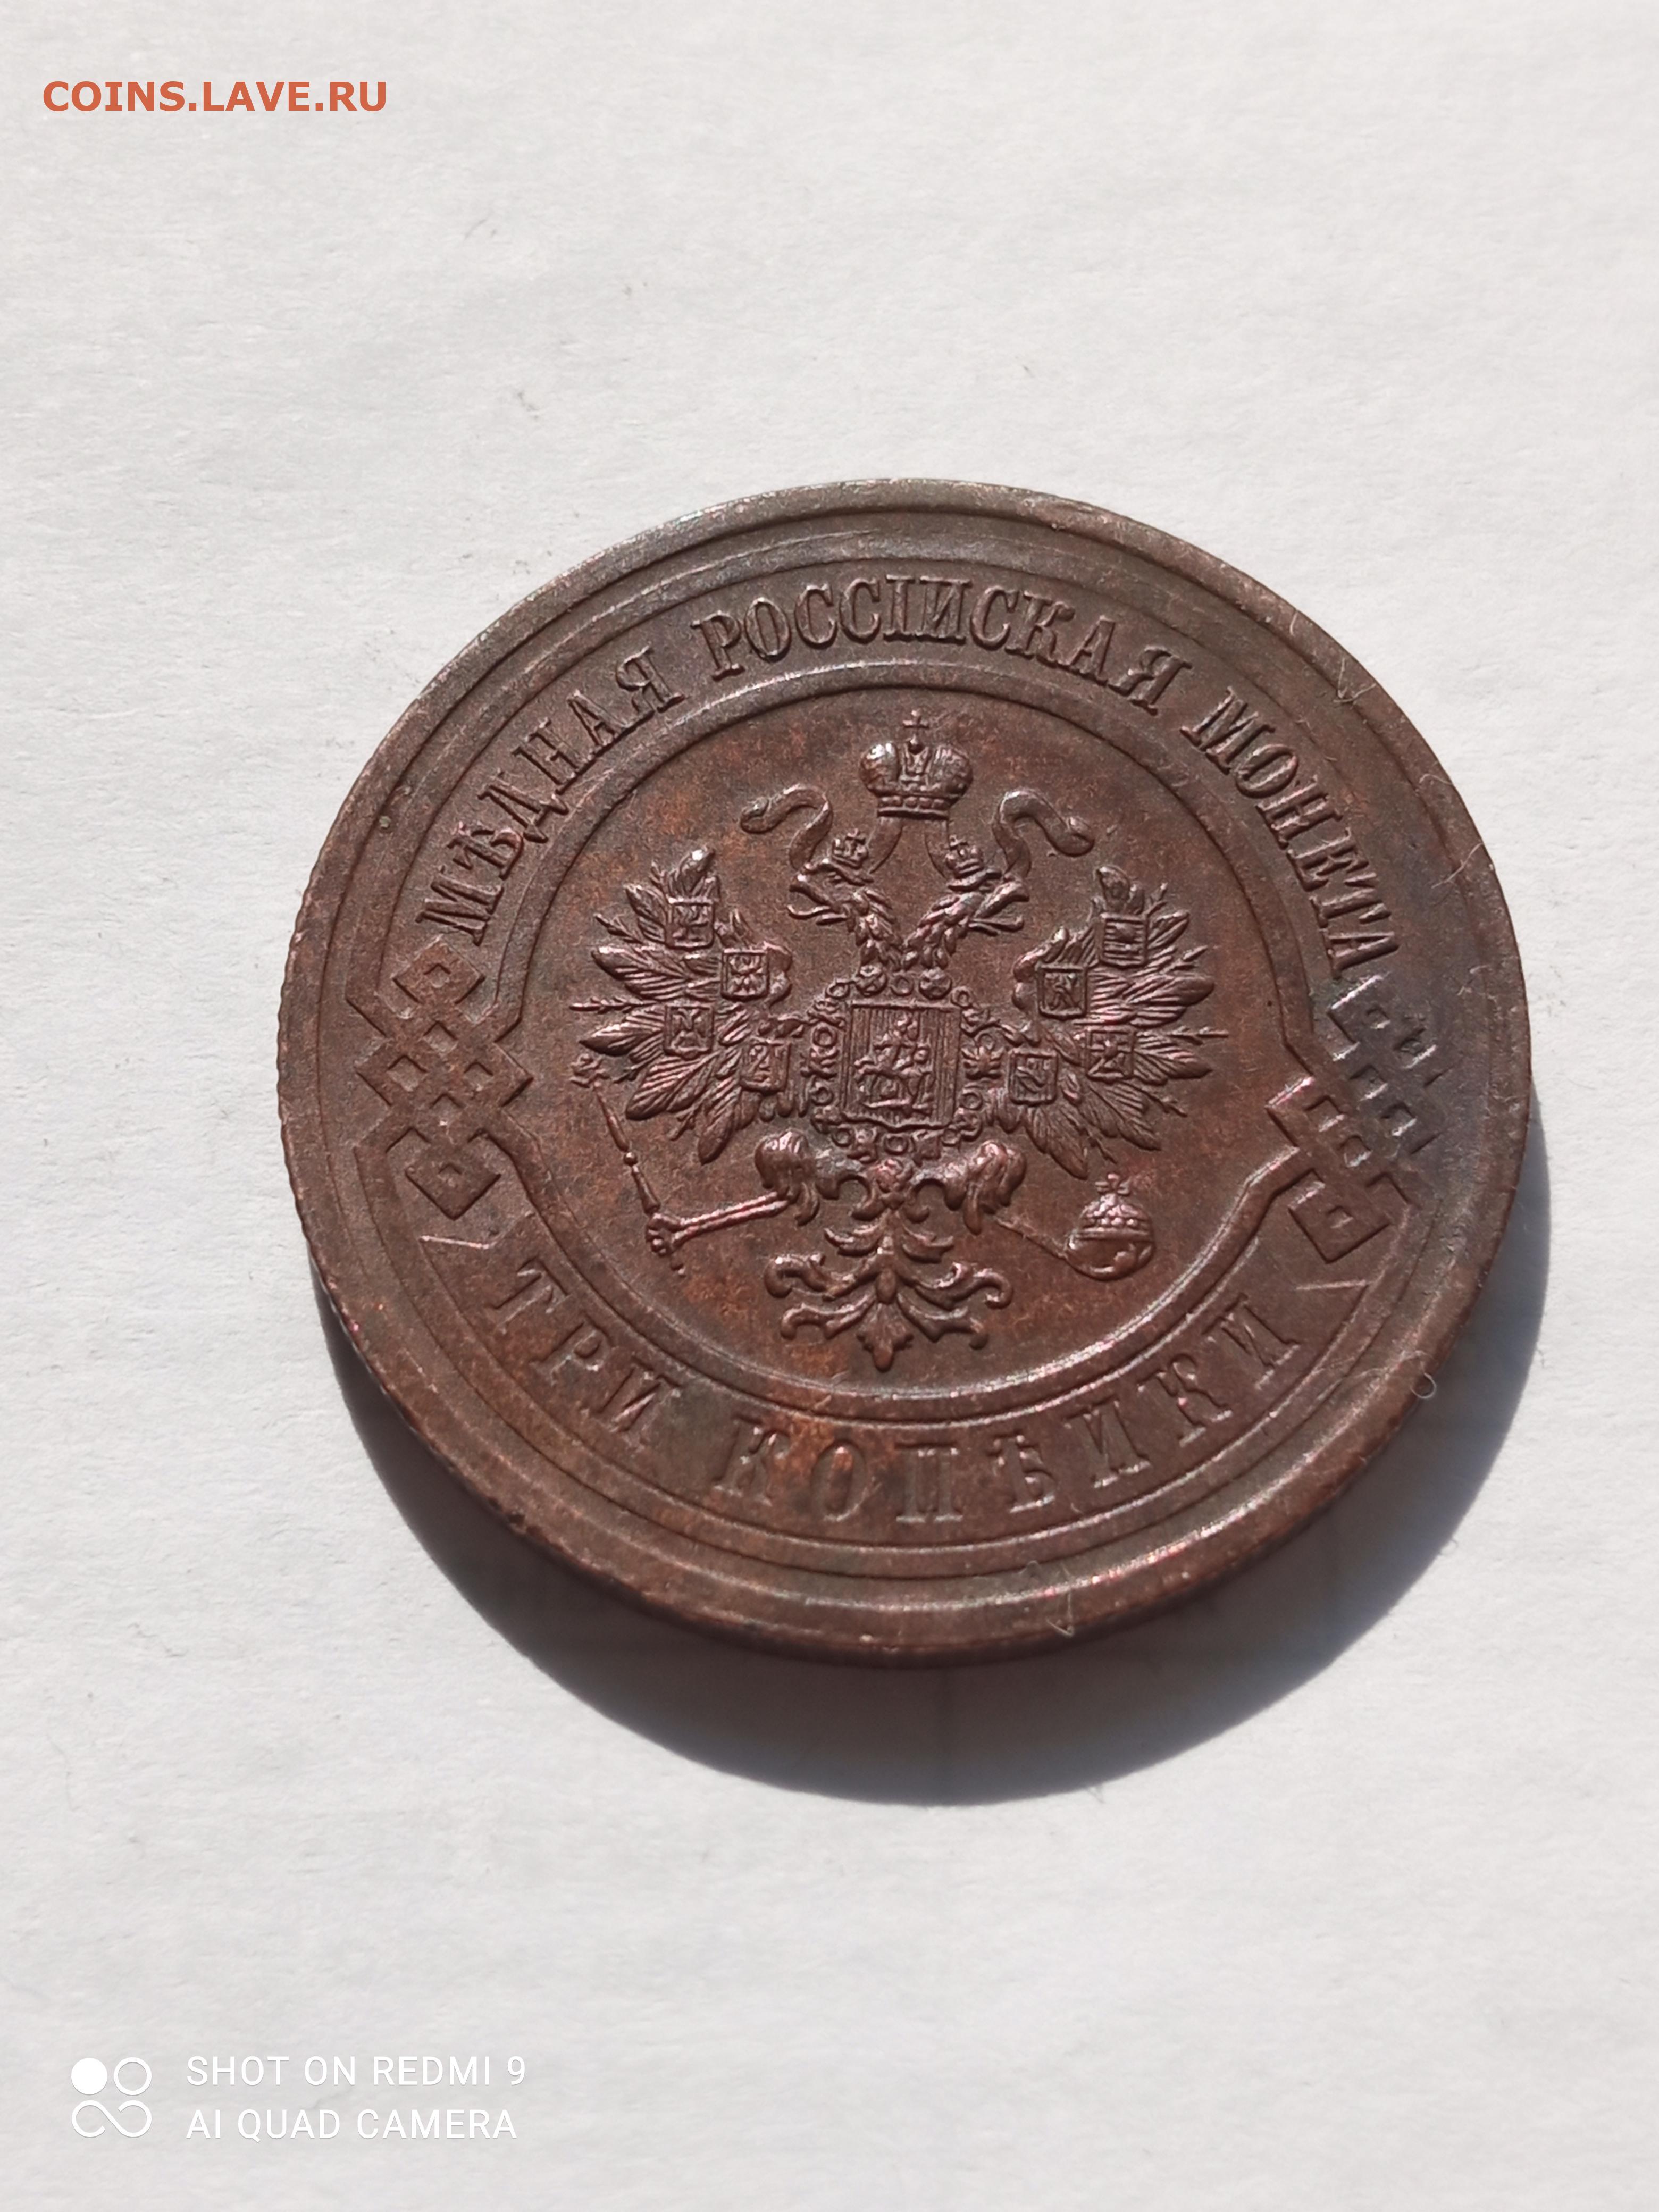 COINS.LAVE.RU
МѢДНАЯ РОССІЙСКАЯ МОНЕТА
ТРИ КОПѢЙКИ
SHOT ON REDMI 9
AI QUAD CAMERA